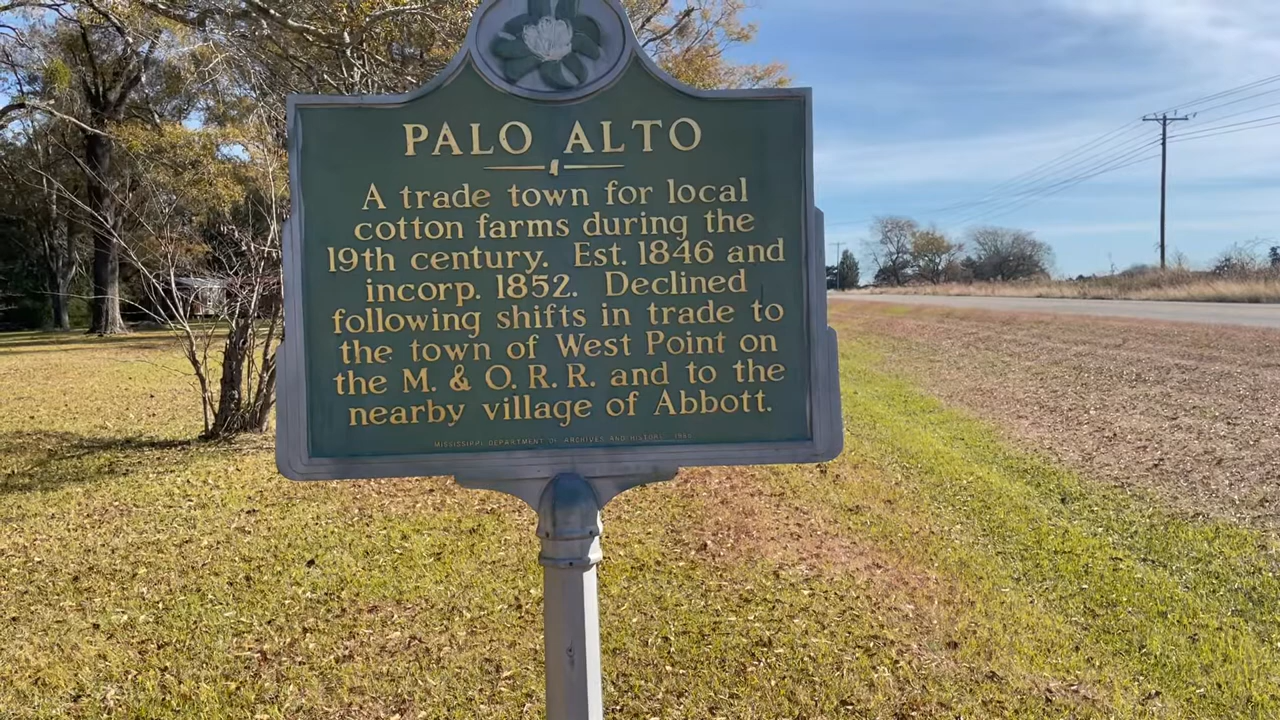 PALO ALTO
A trade town for local
cotton farms during the
19th century. Est. 1846 and
incorp. 1852. Declined
following shifts in trade to
the town of West Point on
the M. & O. R. R. and to the
nearby village of Abbott.
MISSISSIPPI DEPARTMENT OF ARCHIVES AND HISTORY